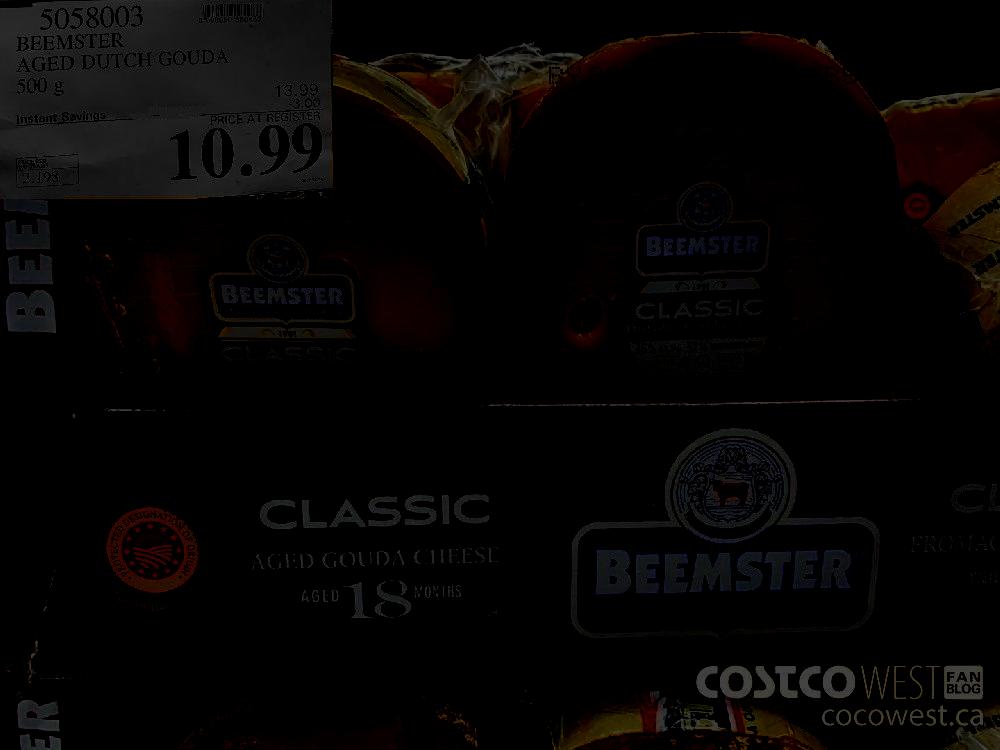 5058003
BEEMSTER
AGED DUTCH GOUDA
500 g
13.99
-3.00
Instant Savings
PRICE AT REGISTER
10.99
BEEMSTER
CLASSIC
BEEMSTER
CLASSIC
CLASSIC
AGED GOUDA CHEESE
AGED 18 MONTHS
BEEMSTER
COSTCO WEST FAN BLOG
cocowest.ca